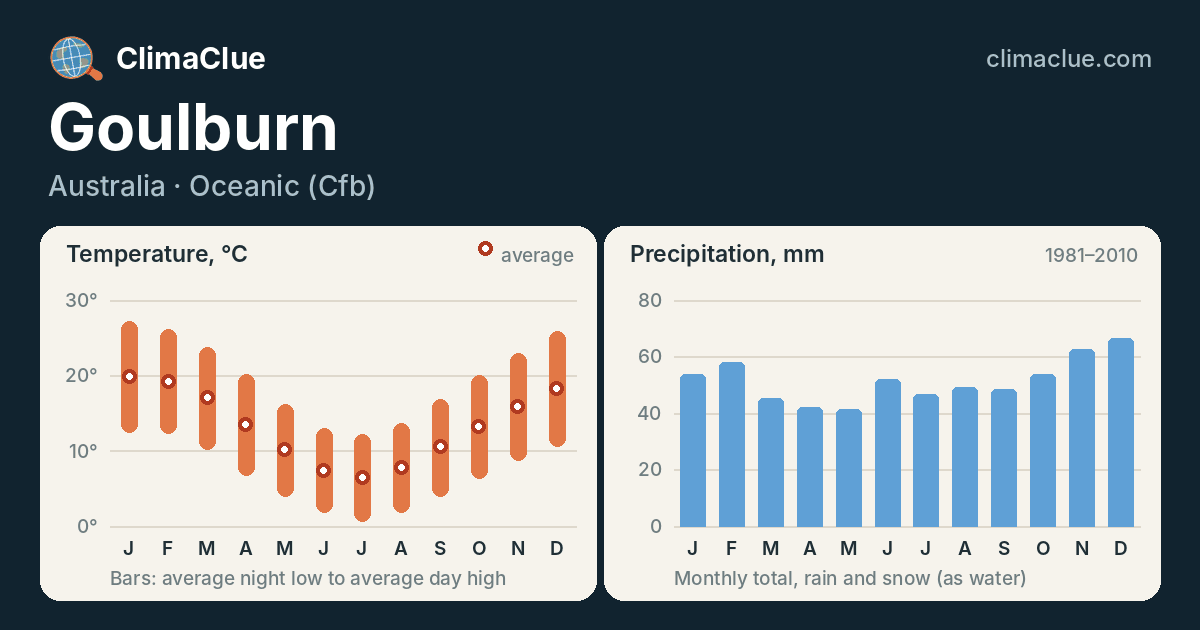 ClimaClue
climaclue.com
Goulburn
Australia · Oceanic (Cfb)
Temperature, °C
average
30°
20°
10°
0°
J F M A M J J A S O N D
Bars: average night low to average day high
Precipitation, mm
1981–2010
80
60
40
20
0
J F M A M J J A S O N D
Monthly total, rain and snow (as water)